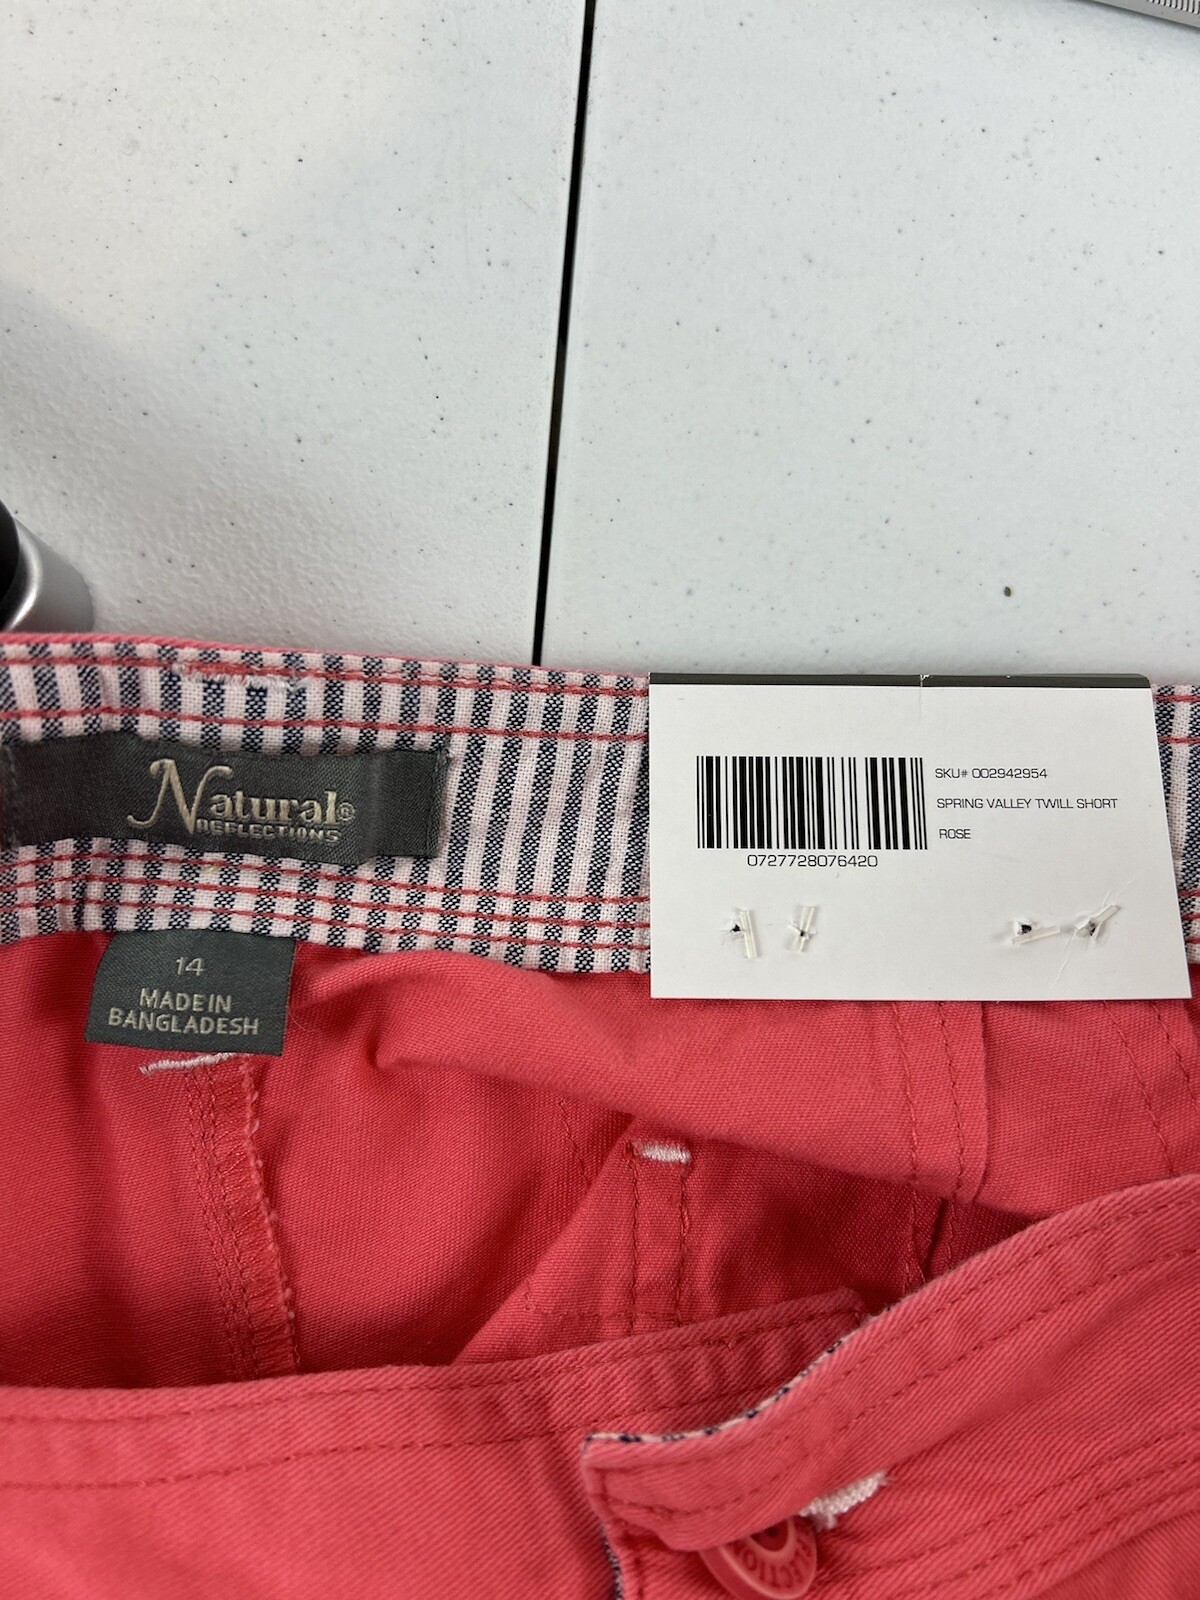 Natural®
REFLECTIONS
14
MADE IN
BANGLADESH
SKU# 002942954
SPRING VALLEY TWILL SHORT
ROSE
0727728076420